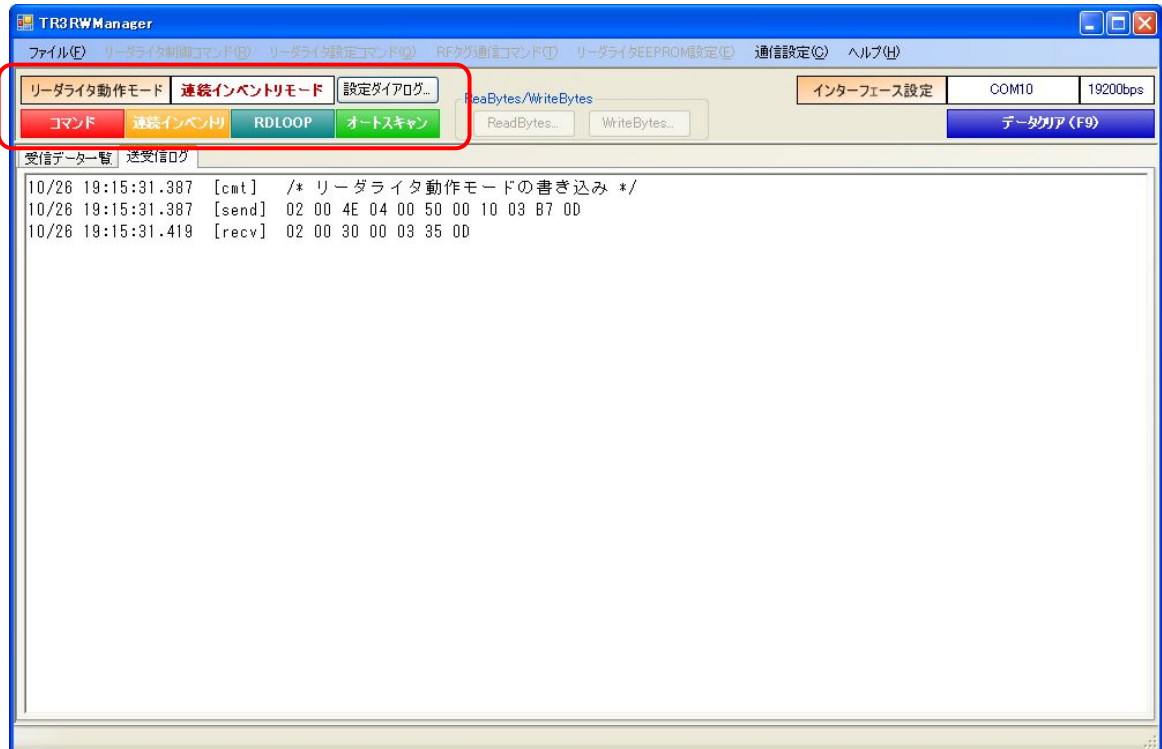 TR3RWManager
ファイル(F) リーダライタ制御コマンド(R) リーダライタ設定コマンド(Q) RFタグ通信コマンド(T) リーダライタEEPROM設定(E) 通信設定(C) ヘルプ(H)
リーダライタ動作モード 連続インベントリモード 設定ダイアログ... ReaBytes/WriteBytes インターフェース設定 COM10 19200bps
コマンド 連続インベントリ RDLOOP オートスキャン ReadBytes... WriteBytes... データクリア(F9)
受信データ一覧 送受信ログ
10/26 19:15:31.387 [cmt] /* リーダライタ動作モードの書き込み */
10/26 19:15:31.387 [send] 02 00 4E 04 00 50 00 10 03 B7 0D
10/26 19:15:31.419 [recv] 02 00 30 00 03 35 0D